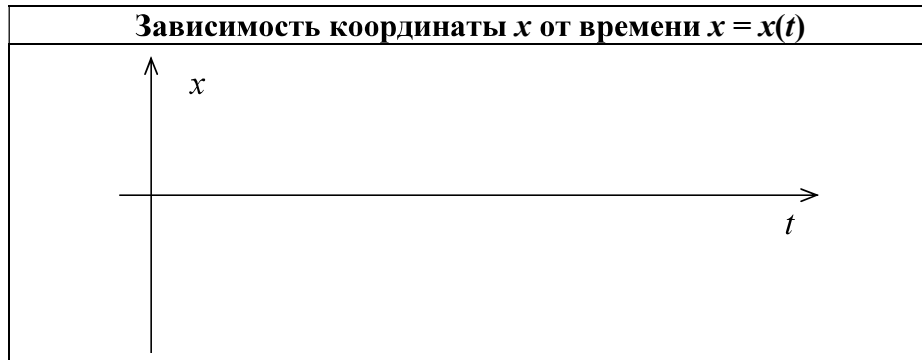 Зависимость координаты x от времени x = x(t)
x
t